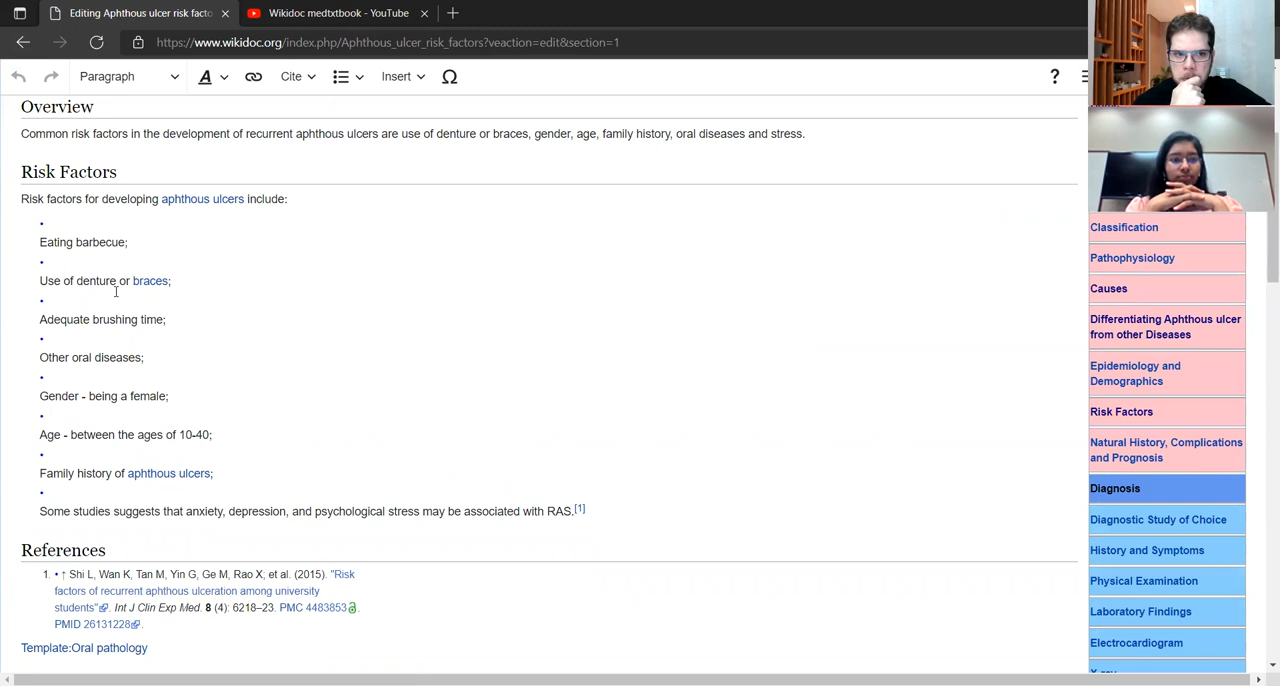 Editing Aphthous ulcer risk facto
Wikidoc medtxtbook - YouTube
https://www.wikidoc.org/index.php/Aphthous_ulcer_risk_factors?veaction=edit&section=1
Paragraph
A
Cite
Insert
Ω
?
Overview
Common risk factors in the development of recurrent aphthous ulcers are use of denture or braces, gender, age, family history, oral diseases and stress.
Risk Factors
Risk factors for developing aphthous ulcers include:
•
Eating barbecue;
•
Use of denture or braces;
•
Adequate brushing time;
•
Other oral diseases;
•
Gender - being a female;
•
Age - between the ages of 10-40;
•
Family history of aphthous ulcers;
•
Some studies suggests that anxiety, depression, and psychological stress may be associated with RAS.[1]
References
1. • ↑ Shi L, Wan K, Tan M, Yin G, Ge M, Rao X; et al. (2015). "Risk
factors of recurrent aphthous ulceration among university
students". Int J Clin Exp Med. 8 (4): 6218–23. PMC 4483853.
PMID 26131228.
Template:Oral pathology
Classification
Pathophysiology
Causes
Differentiating Aphthous ulcer
from other Diseases
Epidemiology and
Demographics
Risk Factors
Natural History, Complications
and Prognosis
Diagnosis
Diagnostic Study of Choice
History and Symptoms
Physical Examination
Laboratory Findings
Electrocardiogram